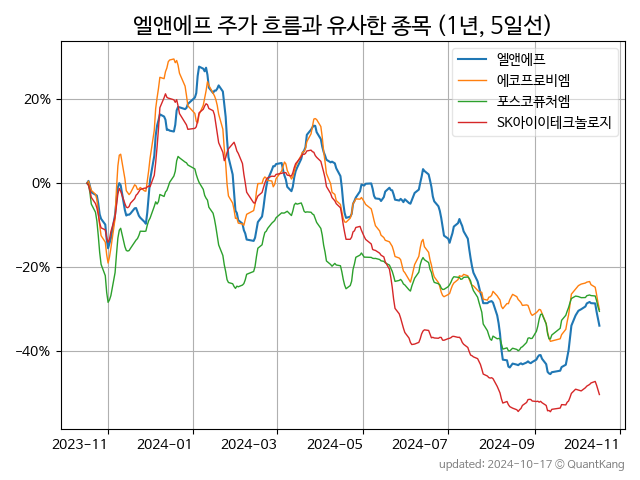 엘앤에프 주가 흐름과 유사한 종목 (1년, 5일선)
엘앤에프
에코프로비엠
포스코퓨처엠
SK아이이테크놀로지
20%
0%
−20%
−40%
2023−11 2024−01 2024−03 2024−05 2024−07 2024−09 2024−11
updated: 2024-10-17 © QuantKang